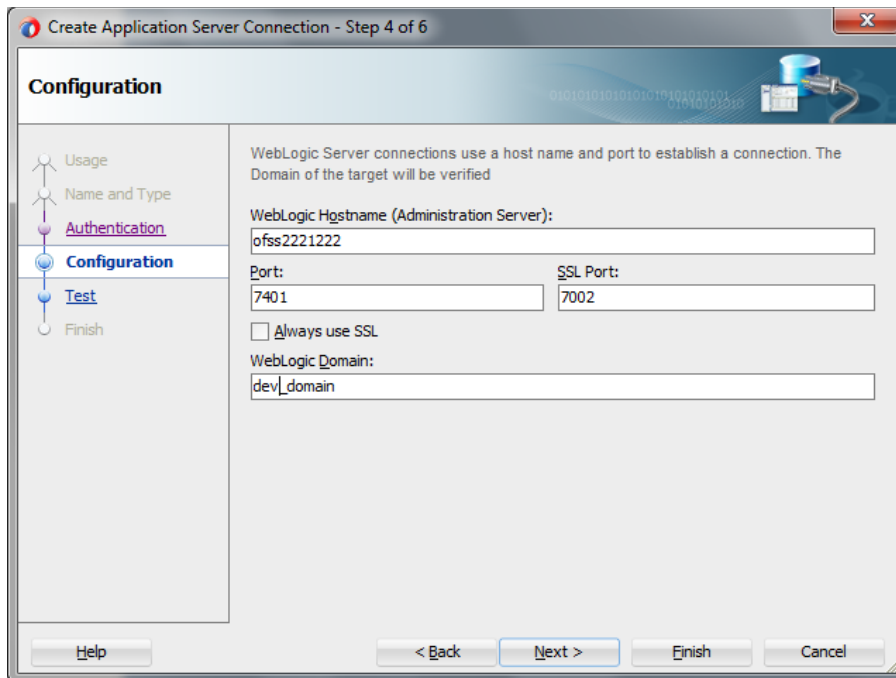 Create Application Server Connection - Step 4 of 6
Configuration
Usage
Name and Type
Authentication
Configuration
Test
Finish
WebLogic Server connections use a host name and port to establish a connection. The
Domain of the target will be verified
WebLogic Hostname (Administration Server):
ofss2221222
Port:
SSL Port:
7401
7002
Always use SSL
WebLogic Domain:
dev_domain
Help
< Back
Next >
Finish
Cancel